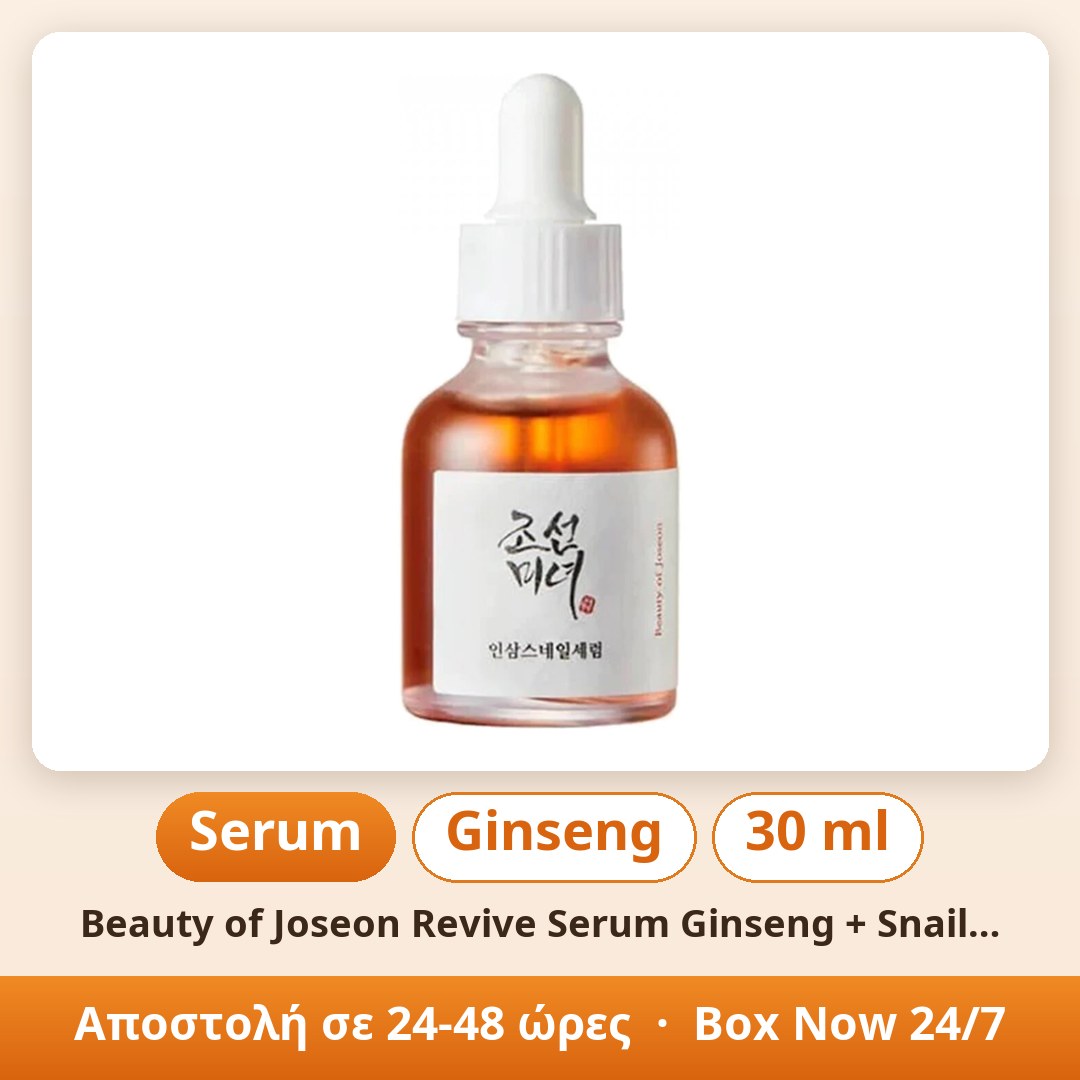 조선
미녀
인삼스네일세럼
Beauty of Joseon
Serum
Ginseng
30 ml
Beauty of Joseon Revive Serum Ginseng + Snail...
Αποστολή σε 24-48 ώρες · Box Now 24/7